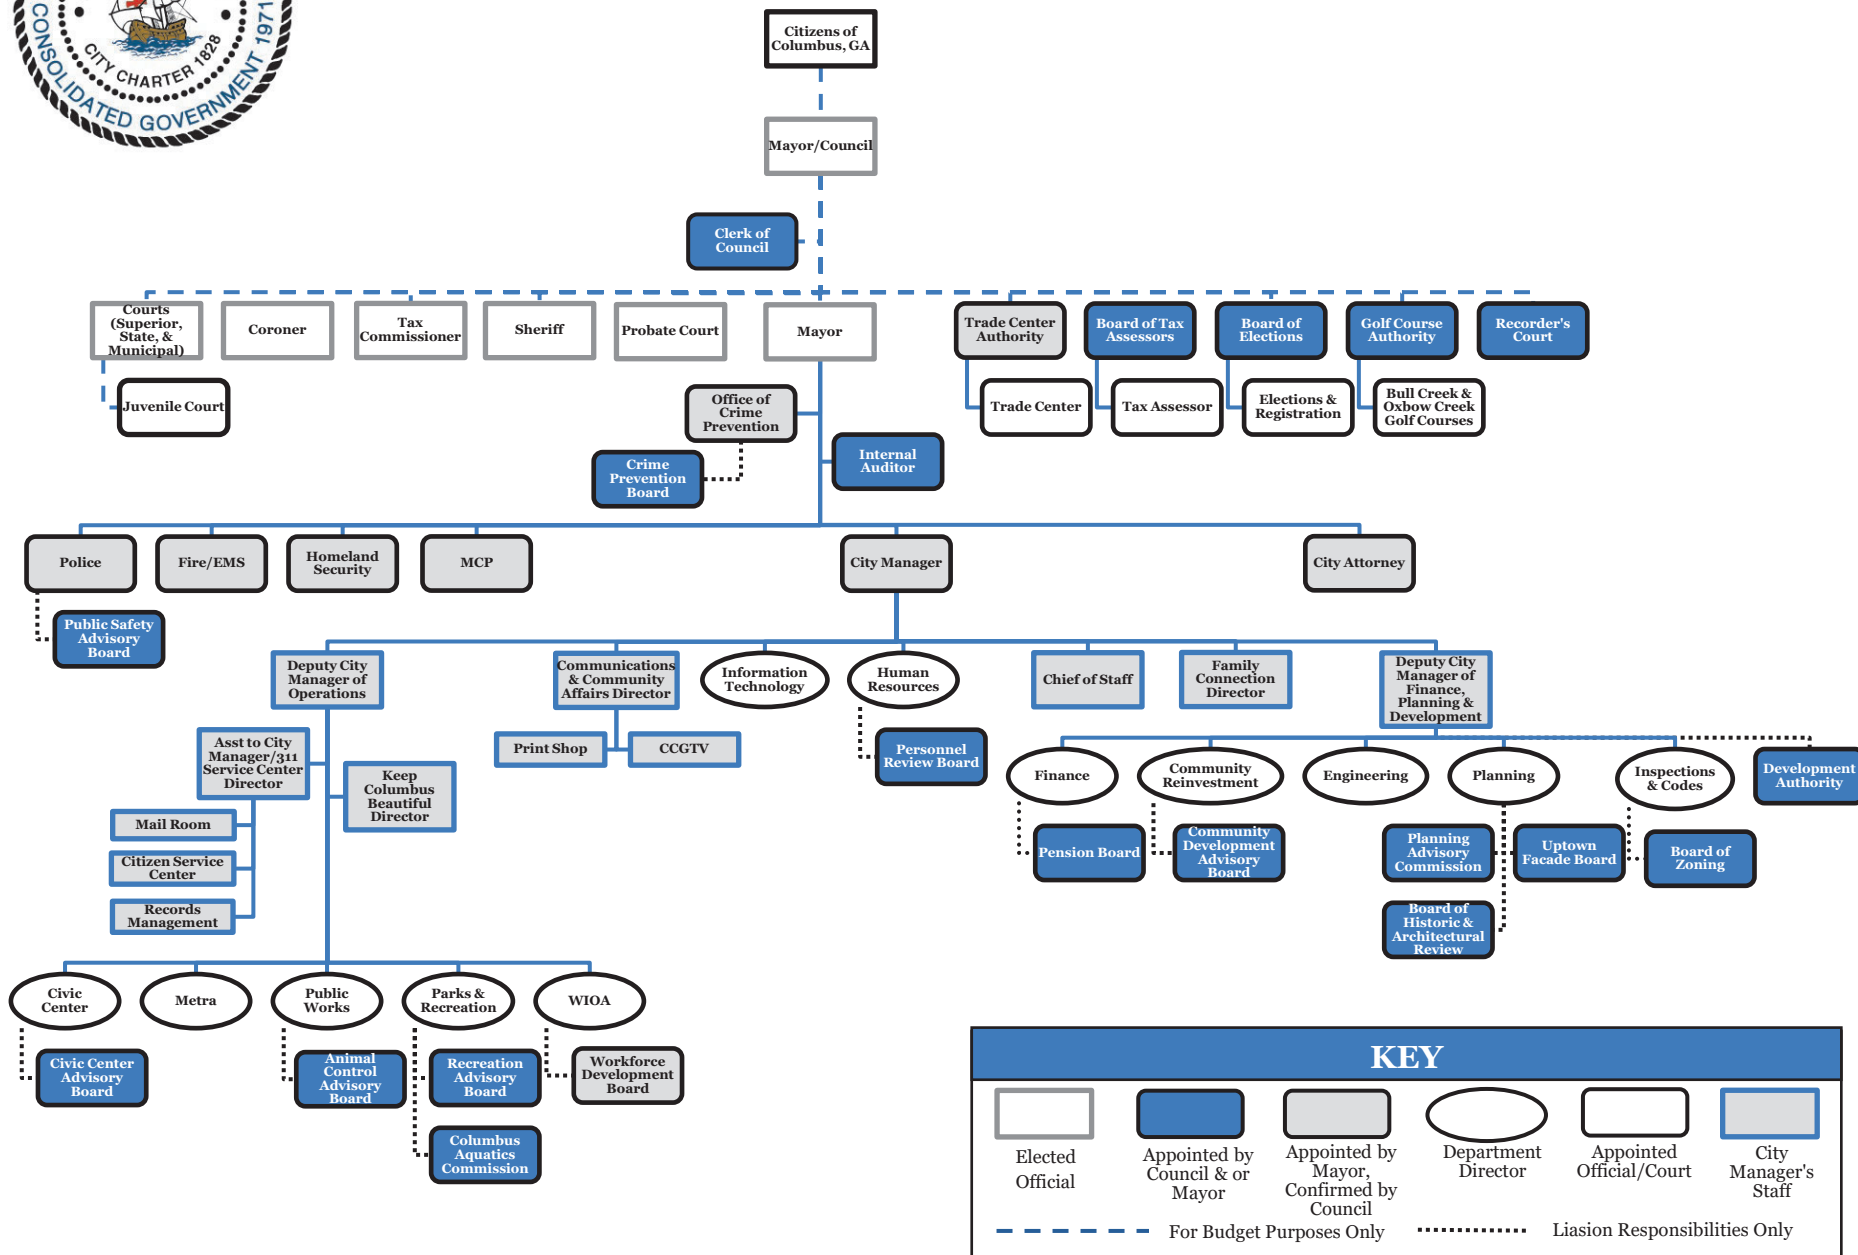 CONSOLIDATED GOVERNMENT 1971
CITY CHARTER 1828
Citizens of
Columbus, GA
Mayor/Council
Clerk of
Council
Courts
(Superior,
State, &
Municipal)
Coroner
Tax
Commissioner
Sheriff
Probate Court
Mayor
Trade Center
Authority
Board of Tax
Assessors
Board of
Elections
Golf Course
Authority
Recorder's
Court
Juvenile Court
Office of
Crime
Prevention
Trade Center
Tax Assessor
Elections &
Registration
Bull Creek &
Oxbow Creek
Golf Courses
Crime
Prevention
Board
Internal
Auditor
Police
Fire/EMS
Homeland
Security
MCP
City Manager
City Attorney
Public Safety
Advisory
Board
Deputy City
Manager of
Operations
Communications
& Community
Affairs Director
Information
Technology
Human
Resources
Chief of Staff
Family
Connection
Director
Deputy City
Manager of
Finance,
Planning &
Development
Asst to City
Manager/311
Service Center
Director
Print Shop
CCGTV
Personnel
Review Board
Keep
Columbus
Beautiful
Director
Finance
Community
Reinvestment
Engineering
Planning
Inspections
& Codes
Development
Authority
Mail Room
Citizen Service
Center
Records
Management
Pension Board
Community
Development
Advisory
Board
Planning
Advisory
Commission
Uptown
Facade Board
Board of
Zoning
Board of
Historic &
Architectural
Review
Civic
Center
Metra
Public
Works
Parks &
Recreation
WIOA
Civic Center
Advisory
Board
Animal
Control
Advisory
Board
Recreation
Advisory
Board
Workforce
Development
Board
Columbus
Aquatics
Commission
KEY
Elected
Official
Appointed by
Council & or
Mayor
Appointed by
Mayor,
Confirmed by
Council
Department
Director
Appointed
Official/Court
City
Manager's
Staff
For Budget Purposes Only
Liasion Responsibilities Only